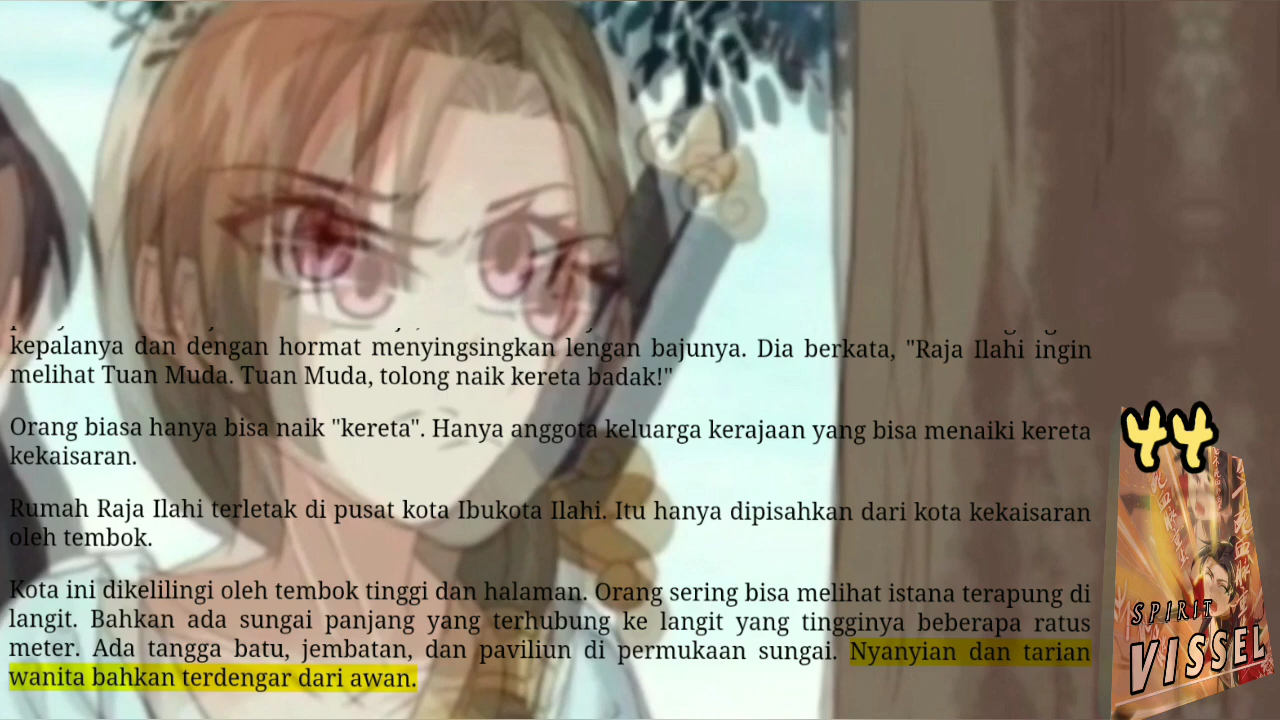 kepalanya dan dengan hormat menyingsingkan lengan bajunya. Dia berkata, "Raja Ilahi ingin
melihat Tuan Muda. Tuan Muda, tolong naik kereta badak!"
Orang biasa hanya bisa naik "kereta". Hanya anggota keluarga kerajaan yang bisa menaiki kereta
kekaisaran.
Rumah Raja Ilahi terletak di pusat kota Ibukota Ilahi. Itu hanya dipisahkan dari kota kekaisaran
oleh tembok.
Kota ini dikelilingi oleh tembok tinggi dan halaman. Orang sering bisa melihat istana terapung di
langit. Bahkan ada sungai panjang yang terhubung ke langit yang tingginya beberapa ratus
meter. Ada tangga batu, jembatan, dan paviliun di permukaan sungai. Nyanyian dan tarian
wanita bahkan terdengar dari awan.
44
SPIRIT
VISSEL